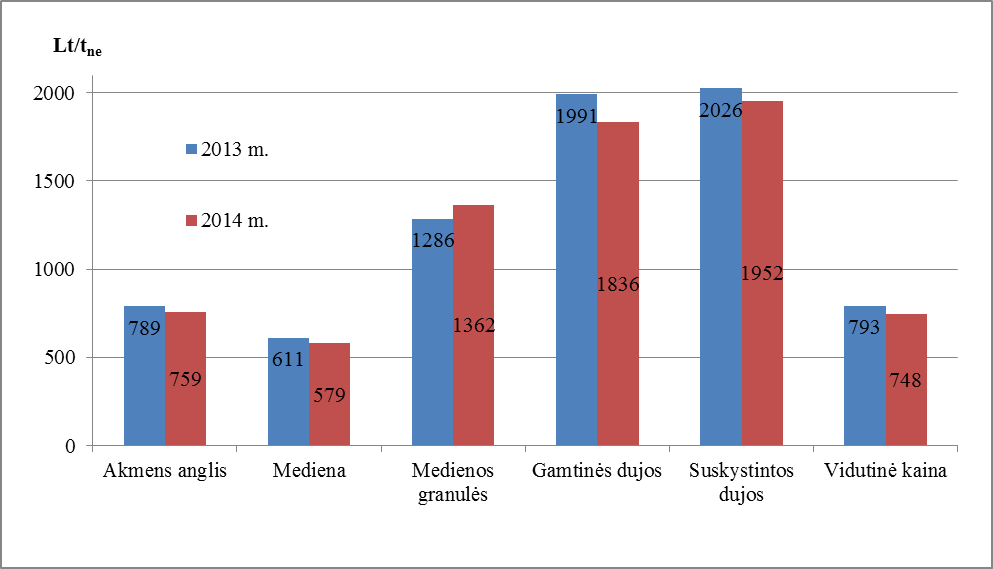 Lt/tne
2000
1500
1000
500
0
2013 m.
2014 m.
789
759
611
579
1286
1362
1991
1836
2026
1952
793
748
Akmens anglis
Mediena
Medienos
granulės
Gamtinės dujos
Suskystintos
dujos
Vidutinė kaina